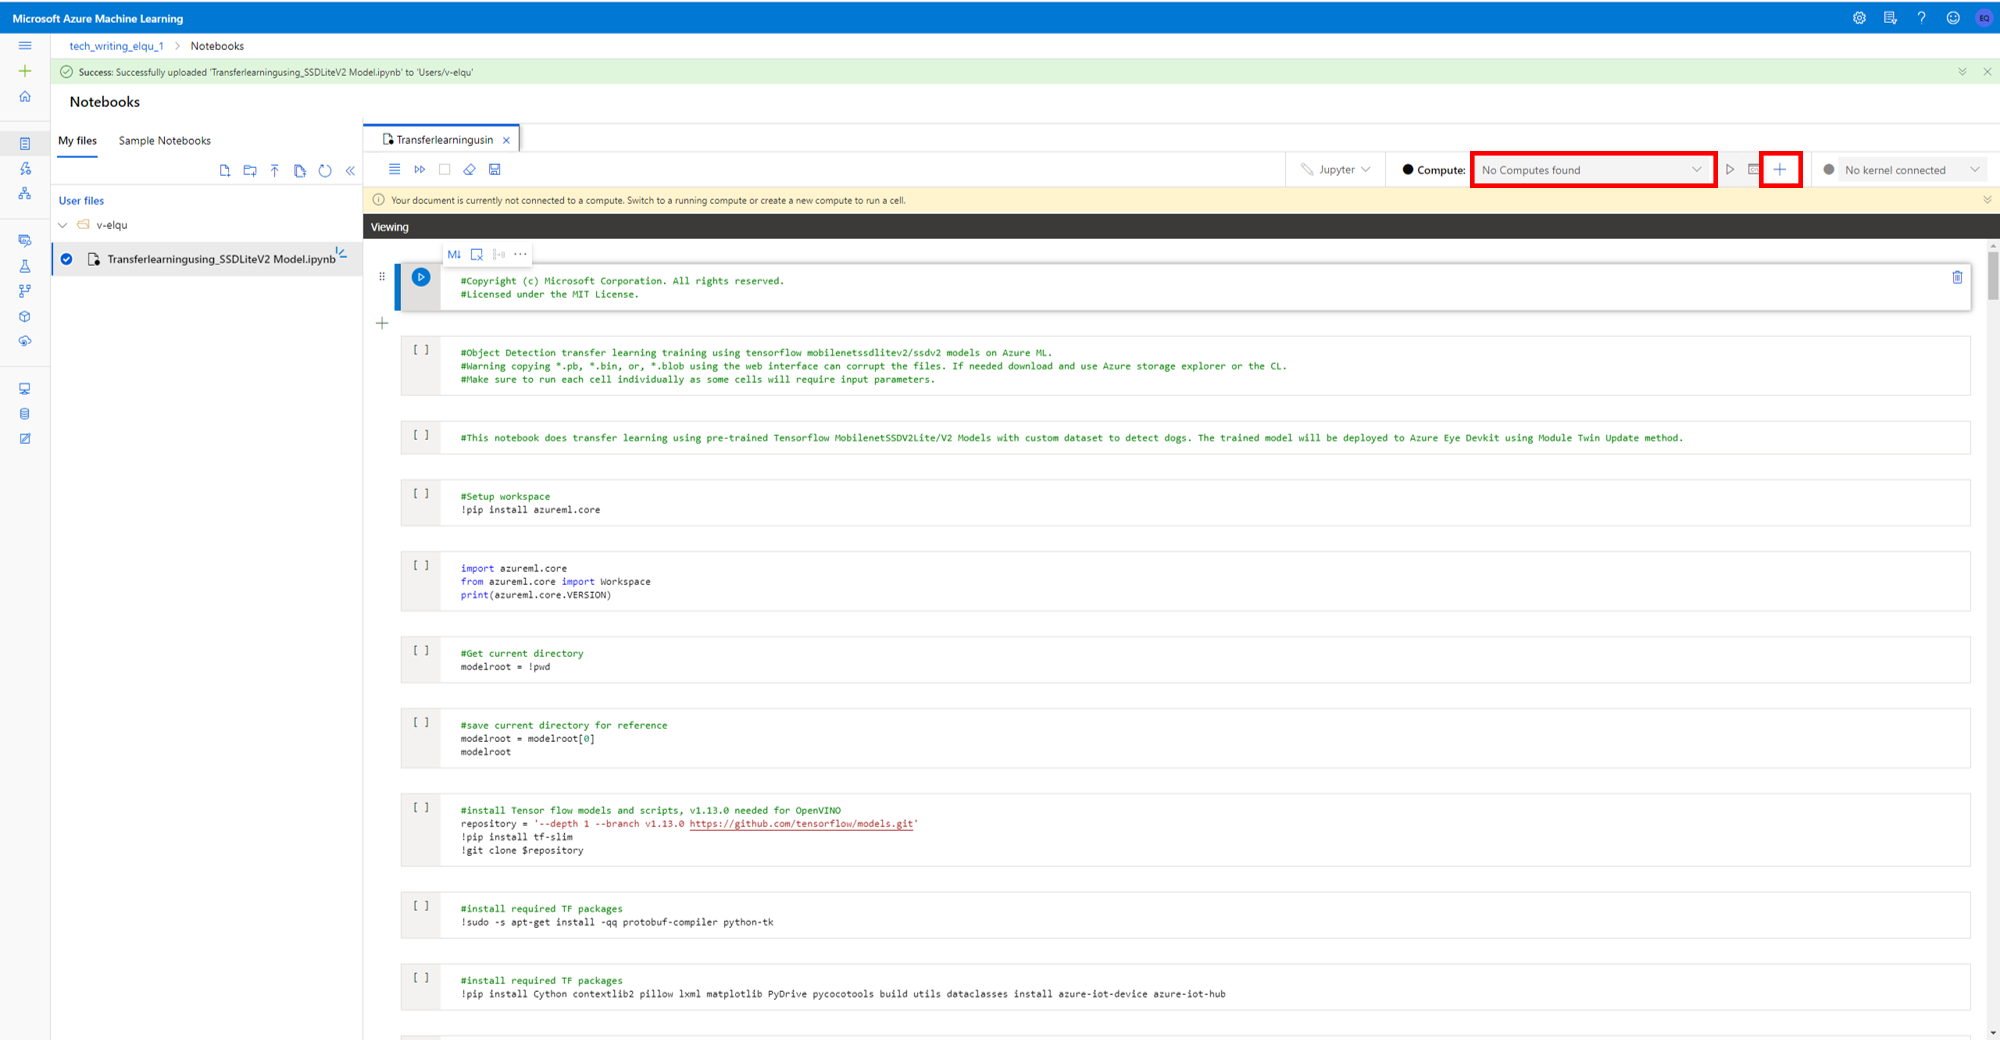 Microsoft Azure Machine Learning
EQ
tech_writing_elqu_1 > Notebooks
Success: Successfully uploaded 'Transferlearningusing_SSDLiteV2 Model.ipynb' to 'Users/v-elqu'
Notebooks
My files
Sample Notebooks
User files
v-elqu
Transferlearningusing_SSDLiteV2 Model.ipynb
Transferlearningusin
Jupyter
Compute:
No Computes found
No kernel connected
Your document is currently not connected to a compute. Switch to a running compute or create a new compute to run a cell.
Viewing
M↓
#Copyright (c) Microsoft Corporation. All rights reserved.
#Licensed under the MIT License.
[ ]
#Object Detection transfer learning training using tensorflow mobilenetssdlitev2/ssdv2 models on Azure ML.
#Warning copying *.pb, *.bin, or, *.blob using the web interface can corrupt the files. If needed download and use Azure storage explorer or the CL.
#Make sure to run each cell individually as some cells will require input parameters.
[ ]
#This notebook does transfer learning using pre-trained Tensorflow MobilenetSSDV2Lite/V2 Models with custom dataset to detect dogs. The trained model will be deployed to Azure Eye Devkit using Module Twin Update method.
[ ]
#Setup workspace
!pip install azureml.core
[ ]
import azureml.core
from azureml.core import Workspace
print(azureml.core.VERSION)
[ ]
#Get current directory
modelroot = !pwd
[ ]
#save current directory for reference
modelroot = modelroot[0]
modelroot
[ ]
#install Tensor flow models and scripts, v1.13.0 needed for OpenVINO
repository = '--depth 1 --branch v1.13.0 https://github.com/tensorflow/models.git'
!pip install tf-slim
!git clone $repository
[ ]
#install required TF packages
!sudo -s apt-get install -qq protobuf-compiler python-tk
[ ]
#install required TF packages
!pip install Cython contextlib2 pillow lxml matplotlib PyDrive pycocotools build utils dataclasses install azure-iot-device azure-iot-hub